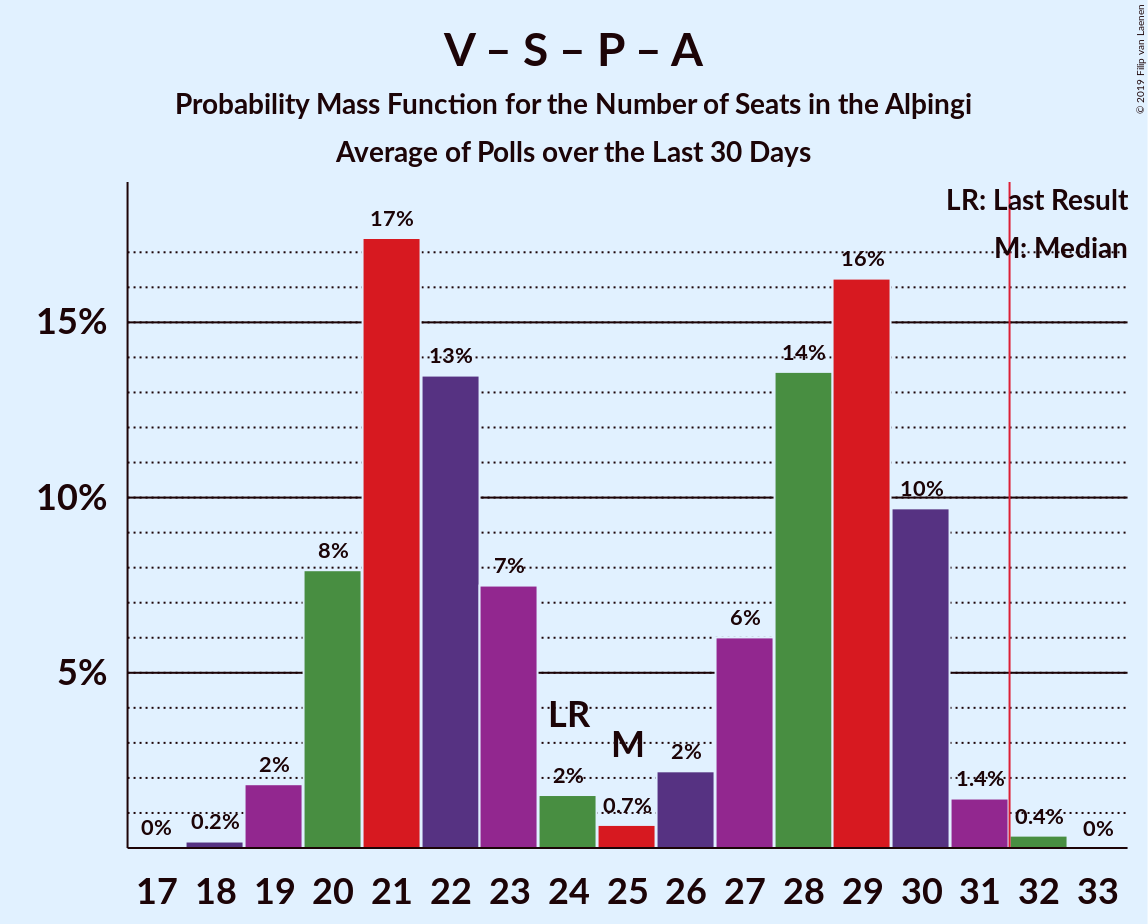 V – S – P – A
Probability Mass Function for the Number of Seats in the Alþingi
Average of Polls over the Last 30 Days
© 2019 Filip van Laenen
LR: Last Result
M: Median
17%
16%
15%
14%
13%
10%
10%
8%
7%
6%
5%
LR
M
2%
2%
2%
1.4%
0.7%
0.4%
0.2%
0%
0%
17 18 19 20 21 22 23 24 25 26 27 28 29 30 31 32 33